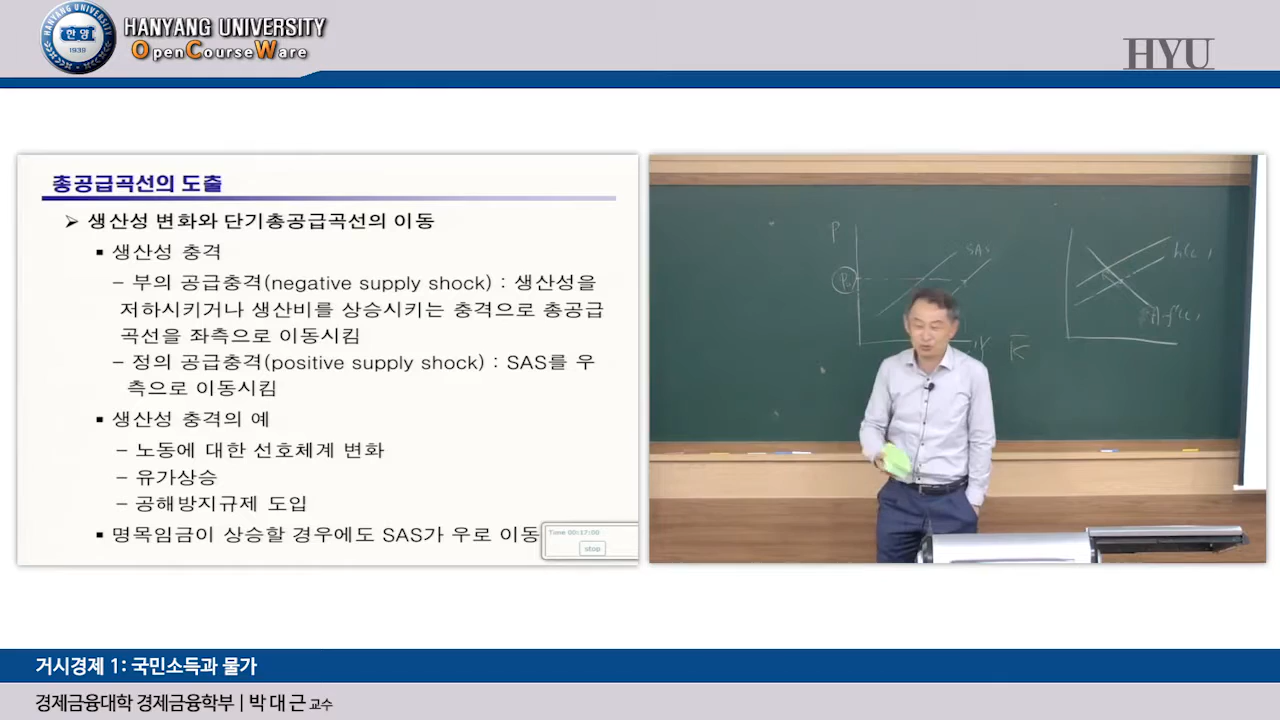 HANYANG UNIVERSITY
OpenCourseWare
한양
1939
HYU
총공급곡선의 도출
➢ 생산성 변화와 단기총공급곡선의 이동
▪ 생산성 충격
– 부의 공급충격(negative supply shock) : 생산성을
저하시키거나 생산비를 상승시키는 충격으로 총공급
곡선을 좌측으로 이동시킴
– 정의 공급충격(positive supply shock) : SAS를 우
측으로 이동시킴
▪ 생산성 충격의 예
– 노동에 대한 선호체계 변화
– 유가상승
– 공해방지규제 도입
▪ 명목임금이 상승할 경우에도 SAS가 우로 이동
Time 00:17:00
stop
P
SAS
P₀
Y
K̅
거시경제 1: 국민소득과 물가
경제금융대학 경제금융학부 | 박 대 근 교수